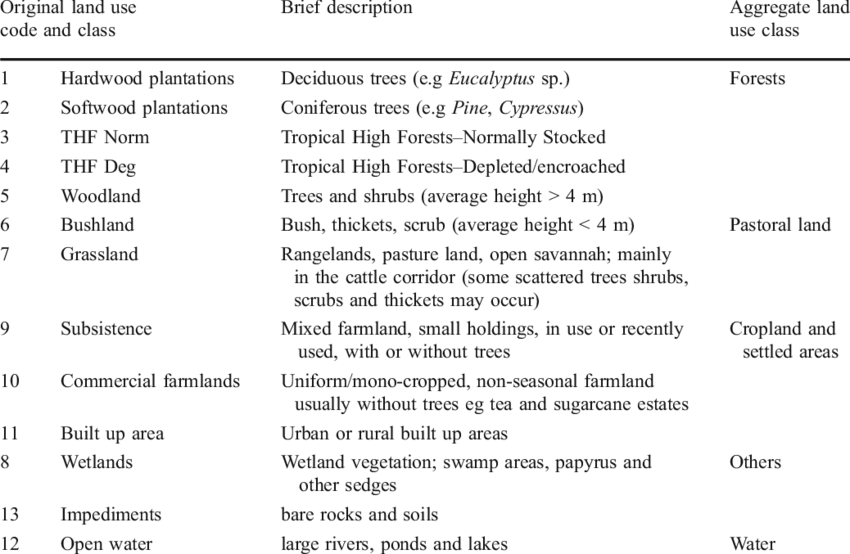 Original land use Brief description Aggregate land
code and class use class
1 Hardwood plantations Deciduous trees (e.g Eucalyptus sp.) Forests
2 Softwood plantations Coniferous trees (e.g Pine, Cypressus)
3 THF Norm Tropical High Forests–Normally Stocked
4 THF Deg Tropical High Forests–Depleted/encroached
5 Woodland Trees and shrubs (average height > 4 m)
6 Bushland Bush, thickets, scrub (average height < 4 m) Pastoral land
7 Grassland Rangelands, pasture land, open savannah; mainly
in the cattle corridor (some scattered trees shrubs,
scrubs and thickets may occur)
9 Subsistence Mixed farmland, small holdings, in use or recently Cropland and
used, with or without trees settled areas
10 Commercial farmlands Uniform/mono-cropped, non-seasonal farmland
usually without trees eg tea and sugarcane estates
11 Built up area Urban or rural built up areas
8 Wetlands Wetland vegetation; swamp areas, papyrus and Others
other sedges
13 Impediments bare rocks and soils
12 Open water large rivers, ponds and lakes Water